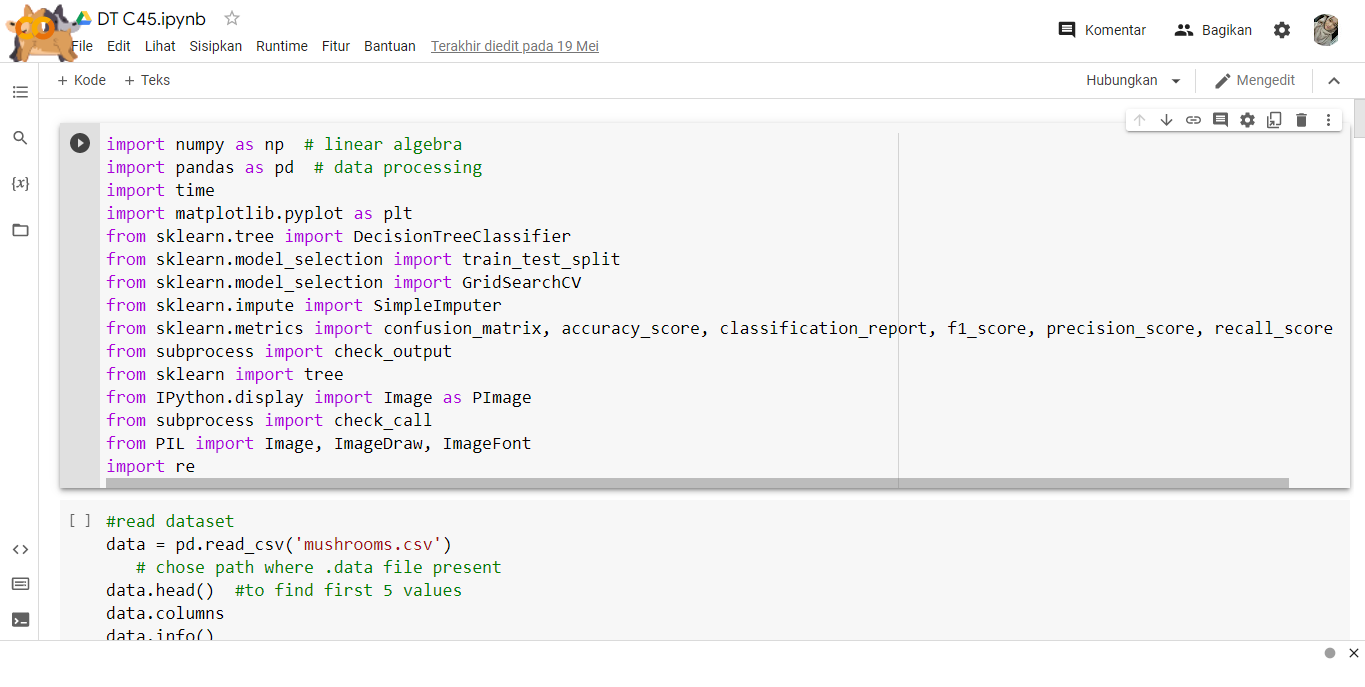 DT C45.ipynb
File Edit Lihat Sisipkan Runtime Fitur Bantuan Terakhir diedit pada 19 Mei
Komentar Bagikan
+ Kode + Teks
Hubungkan Mengedit
import numpy as np  # linear algebra
import pandas as pd  # data processing
import time
import matplotlib.pyplot as plt
from sklearn.tree import DecisionTreeClassifier
from sklearn.model_selection import train_test_split
from sklearn.model_selection import GridSearchCV
from sklearn.impute import SimpleImputer
from sklearn.metrics import confusion_matrix, accuracy_score, classification_report, f1_score, precision_score, recall_score
from subprocess import check_output
from sklearn import tree
from IPython.display import Image as PImage
from subprocess import check_call
from PIL import Image, ImageDraw, ImageFont
import re
[ ] #read dataset
data = pd.read_csv('mushrooms.csv')
   # chose path where .data file present
data.head()  #to find first 5 values
data.columns
data.info()
{x}